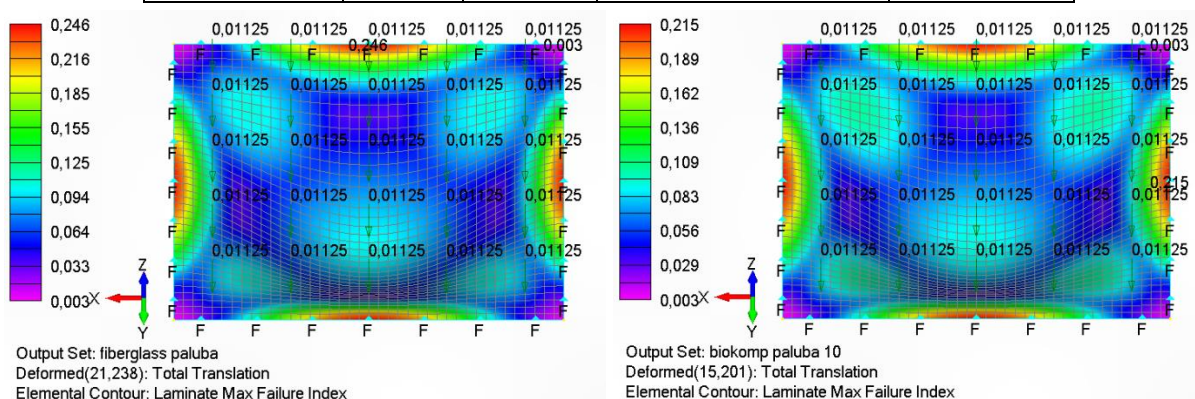 0,246
0,216
0,185
0,155
0,125
0,094
0,064
0,033
0,003
0,01125 0,01125 0,01125 0,01125 0,01125
0,246 0,003
F F F F F F F
0,01125 0,01125 0,01125 0,01125 0,01125
0,01125 0,01125 0,01125 0,01125 0,01125
0,01125 0,01125 0,01125 0,01125 0,01125
0,01125 0,01125 0,01125 0,01125 0,01125
F F F F F F F
Z
X
Y
Output Set: fiberglass paluba
Deformed(21,238): Total Translation
Elemental Contour: Laminate Max Failure Index
0,215
0,189
0,162
0,136
0,109
0,083
0,056
0,029
0,003
0,01125 0,01125 0,01125 0,01125 0,01125
0,003
F F F F F F F
0,01125 0,01125 0,01125 0,01125 0,01125
0,01125 0,01125 0,01125 0,01125 0,01125
0,215
0,01125 0,01125 0,01125 0,01125 0,01125
0,01125 0,01125 0,01125 0,01125 0,01125
F F F F F F F
Z
X
Y
Output Set: biokomp paluba 10
Deformed(15,201): Total Translation
Elemental Contour: Laminate Max Failure Index